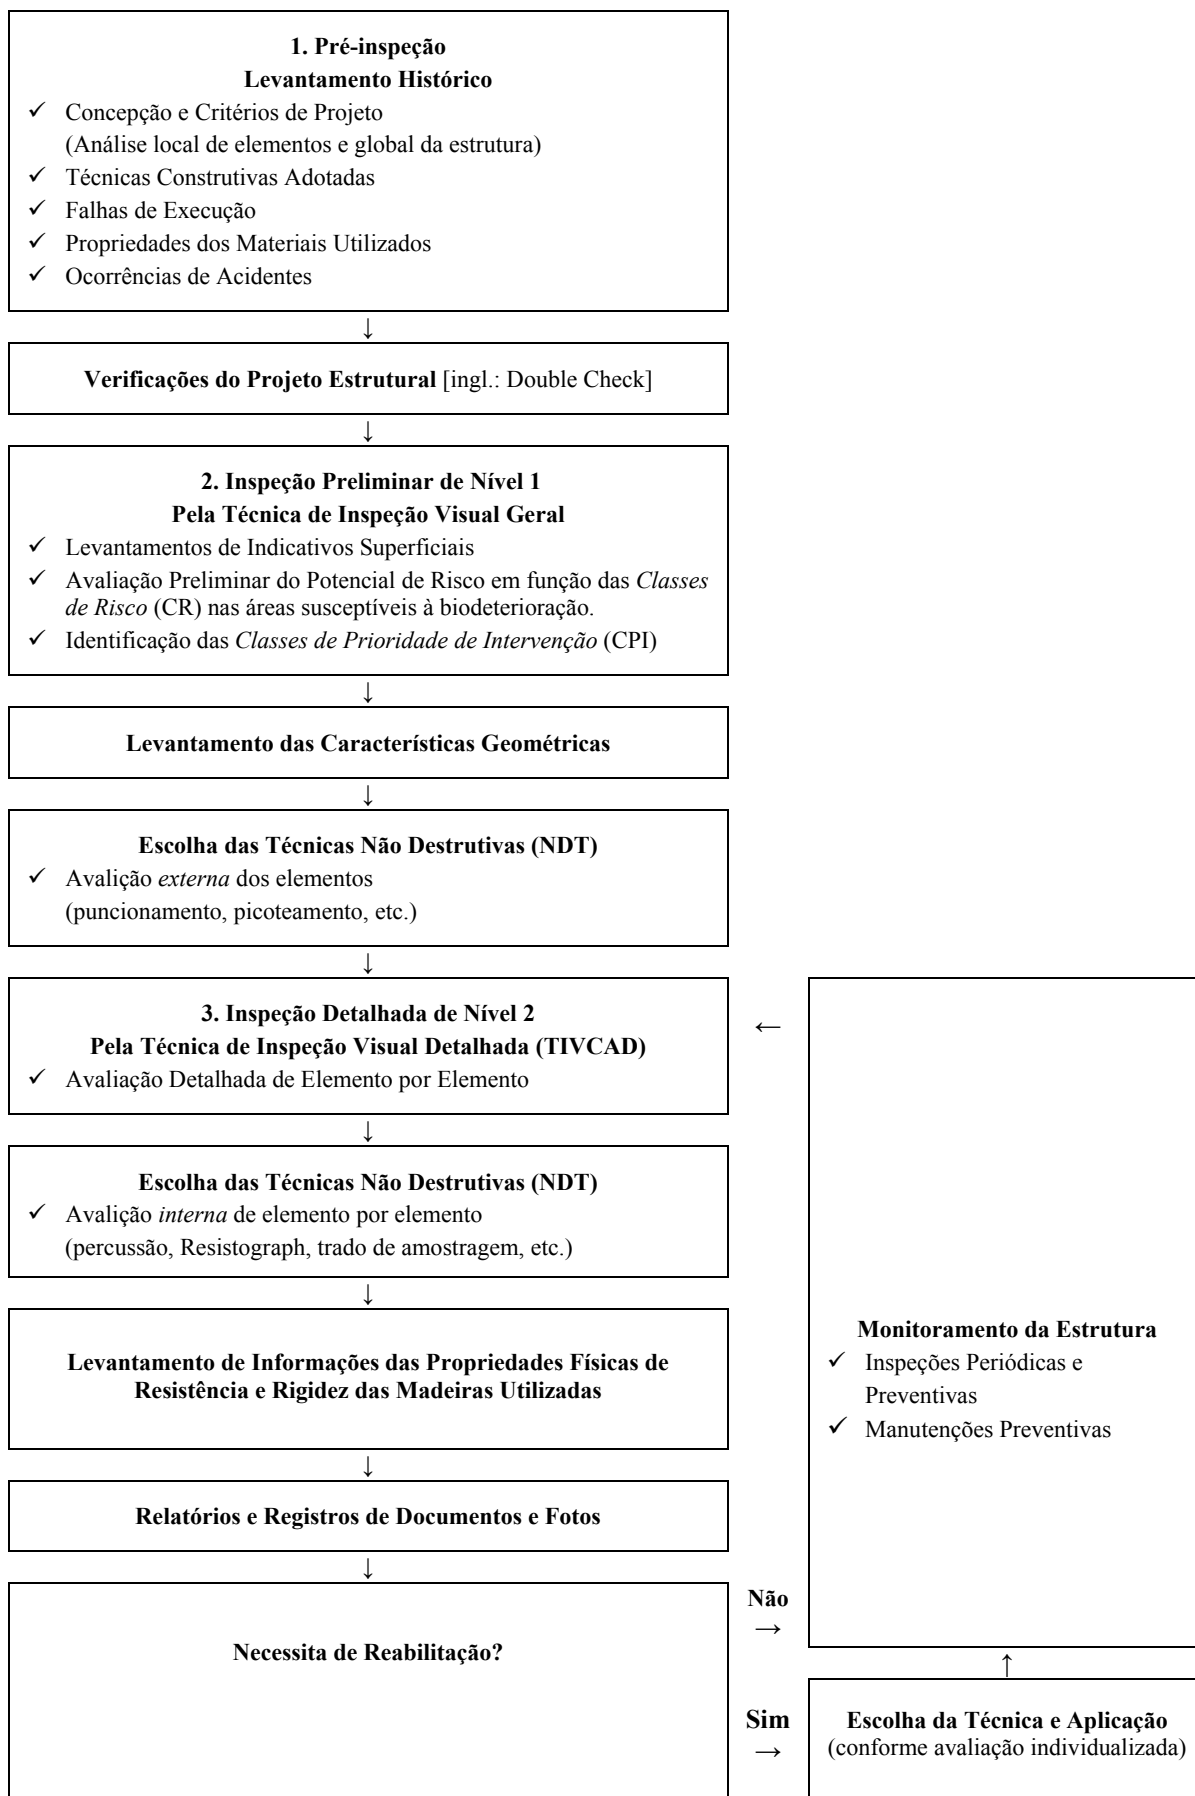 1. Pré-inspeção
Levantamento Histórico
✓ Concepção e Critérios de Projeto
(Análise local de elementos e global da estrutura)
✓ Técnicas Construtivas Adotadas
✓ Falhas de Execução
✓ Propriedades dos Materiais Utilizados
✓ Ocorrências de Acidentes
↓
Verificações do Projeto Estrutural [ingl.: Double Check]
↓
2. Inspeção Preliminar de Nível 1
Pela Técnica de Inspeção Visual Geral
✓ Levantamentos de Indicativos Superficiais
✓ Avaliação Preliminar do Potencial de Risco em função das Classes
de Risco (CR) nas áreas susceptíveis à biodeterioração.
✓ Identificação das Classes de Prioridade de Intervenção (CPI)
↓
Levantamento das Características Geométricas
↓
Escolha das Técnicas Não Destrutivas (NDT)
✓ Avalição externa dos elementos
(puncionamento, picoteamento, etc.)
↓
3. Inspeção Detalhada de Nível 2
Pela Técnica de Inspeção Visual Detalhada (TIVCAD)
✓ Avaliação Detalhada de Elemento por Elemento
←
↓
Escolha das Técnicas Não Destrutivas (NDT)
✓ Avalição interna de elemento por elemento
(percussão, Resistograph, trado de amostragem, etc.)
↓
Levantamento de Informações das Propriedades Físicas de
Resistência e Rigidez das Madeiras Utilizadas
↓
Relatórios e Registros de Documentos e Fotos
↓
Necessita de Reabilitação?
Não
→
Monitoramento da Estrutura
✓ Inspeções Periódicas e
Preventivas
✓ Manutenções Preventivas
↑
Sim
→
Escolha da Técnica e Aplicação
(conforme avaliação individualizada)